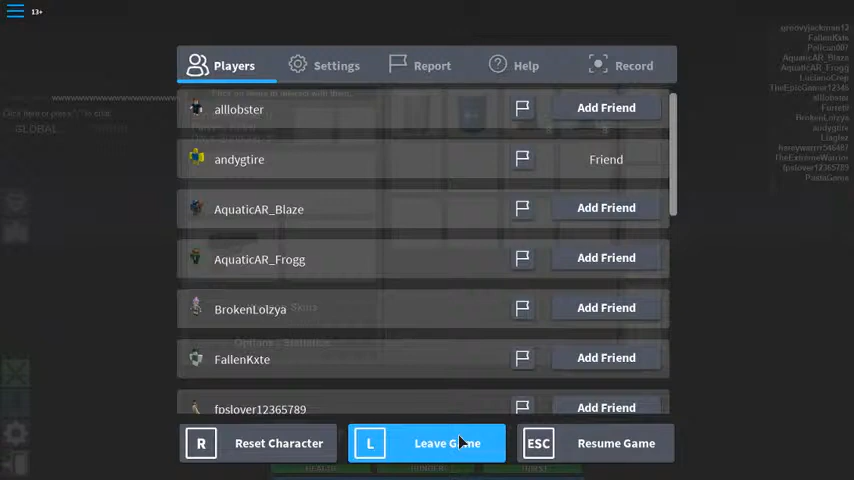 13+
Players
Settings
Report
Help
Record
alllobster
Add Friend
andygtire
Friend
AquaticAR_Blaze
Add Friend
AquaticAR_Frogg
Add Friend
BrokenLolzya
Add Friend
FallenKxte
Add Friend
fpslover12365789
Add Friend
R Reset Character
L Leave Game
ESC Resume Game
GLOBAL
groovyjackman12
FallenKxte
Pelican007
AquaticAR_Blaze
AquaticAR_Frogg
LucianoCrep
TheEpicGamer12345
alllobster
BrokenLolzya
andygtire
TheExtremeWarrior
fpslover12365789
PastaGame